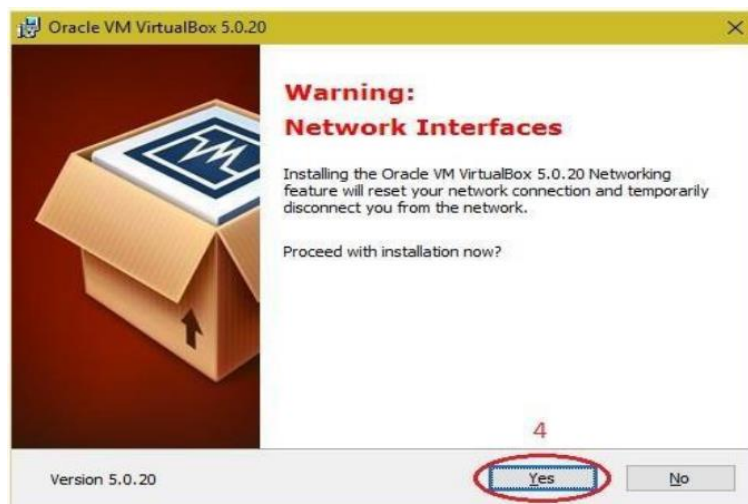 Oracle VM VirtualBox 5.0.20
Warning:
Network Interfaces
Installing the Oracle VM VirtualBox 5.0.20 Networking
feature will reset your network connection and temporarily
disconnect you from the network.
Proceed with installation now?
4
Version 5.0.20
Yes
No